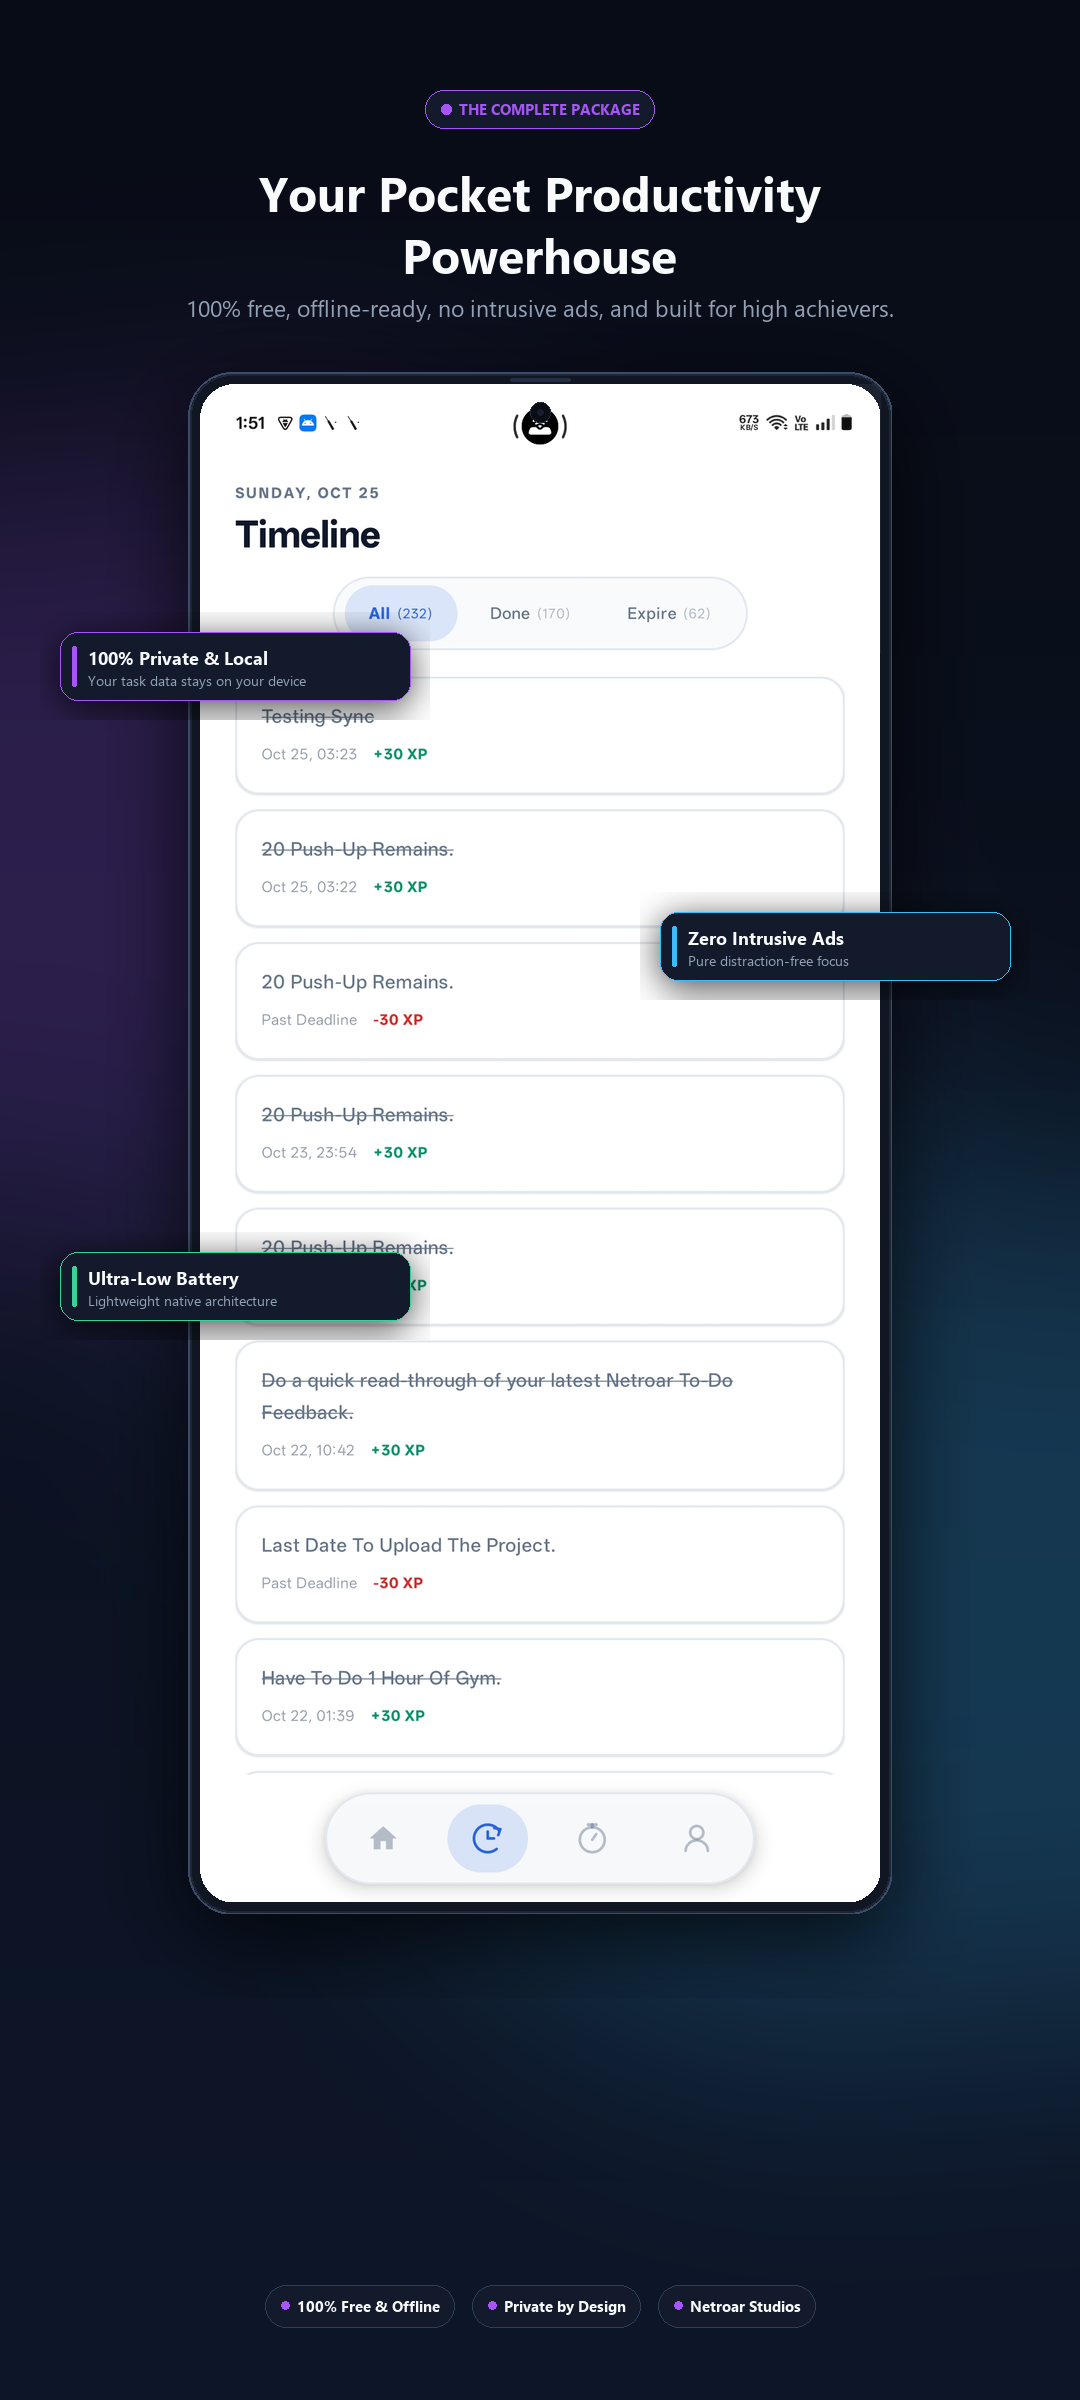 THE COMPLETE PACKAGE
Your Pocket Productivity
Powerhouse
100% free, offline-ready, no intrusive ads, and built for high achievers.
1:51
673
KB/S
Vo
LTE
SUNDAY, OCT 25
Timeline
All (232)
Done (170)
Expire (62)
100% Private & Local
Your task data stays on your device
Testing Sync
Oct 25, 03:23 +30 XP
20 Push-Up Remains.
Oct 25, 03:22 +30 XP
Zero Intrusive Ads
Pure distraction-free focus
20 Push-Up Remains.
Past Deadline -30 XP
20 Push-Up Remains.
Oct 23, 23:54 +30 XP
20 Push-Up Remains.
XP
Ultra-Low Battery
Lightweight native architecture
Do a quick read-through of your latest Netroar To-Do
Feedback.
Oct 22, 10:42 +30 XP
Last Date To Upload The Project.
Past Deadline -30 XP
Have To Do 1 Hour Of Gym.
Oct 22, 01:39 +30 XP
100% Free & Offline
Private by Design
Netroar Studios